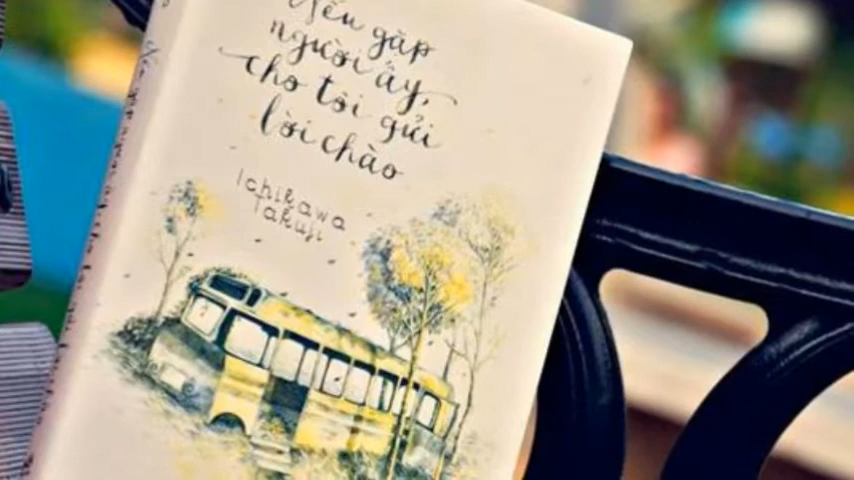 Nếu gặp
người ấy,
cho tôi gửi
lời chào
Ichikawa
Takuji